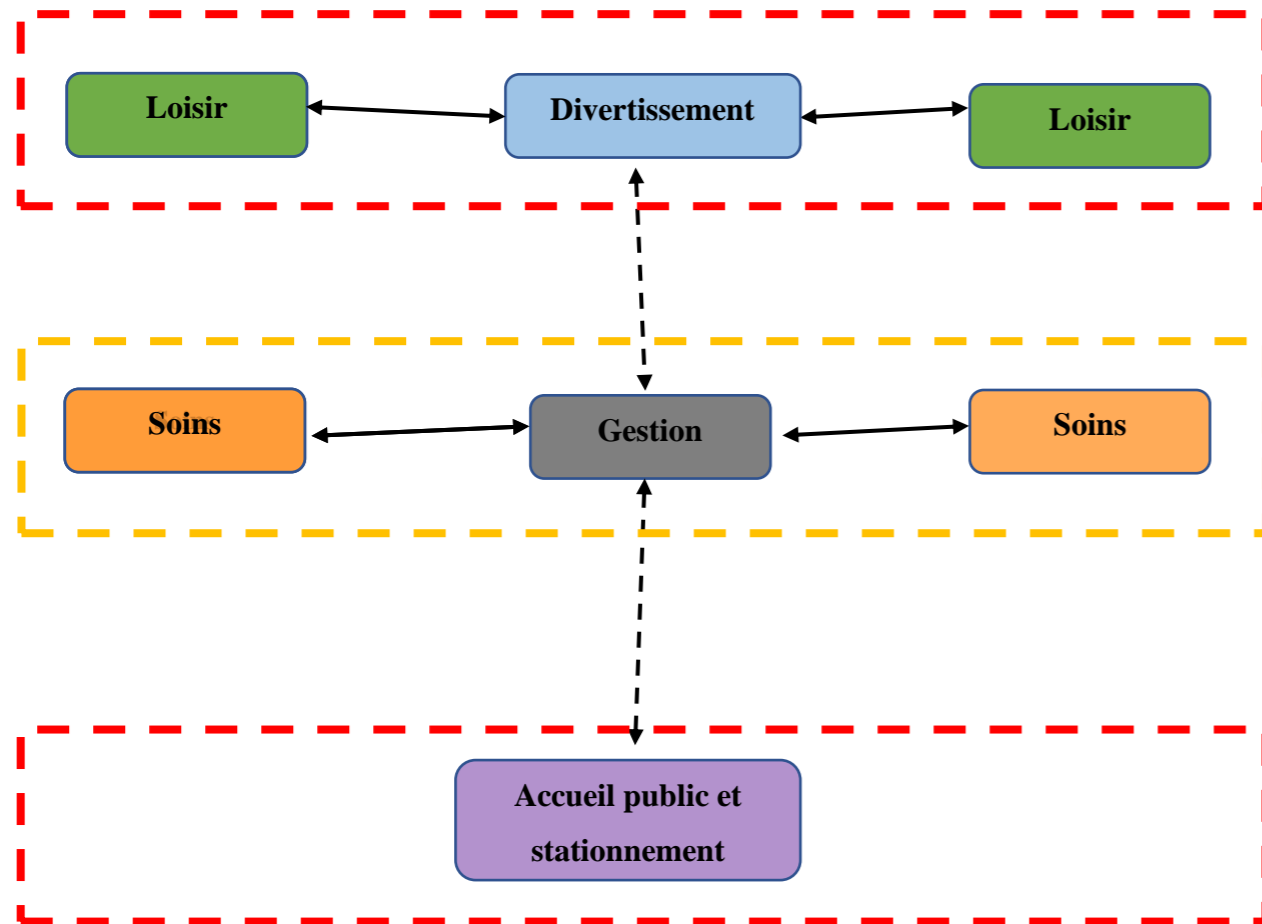 Loisir
Divertissement
Loisir
Soins
Gestion
Soins
Accueil public et
stationnement